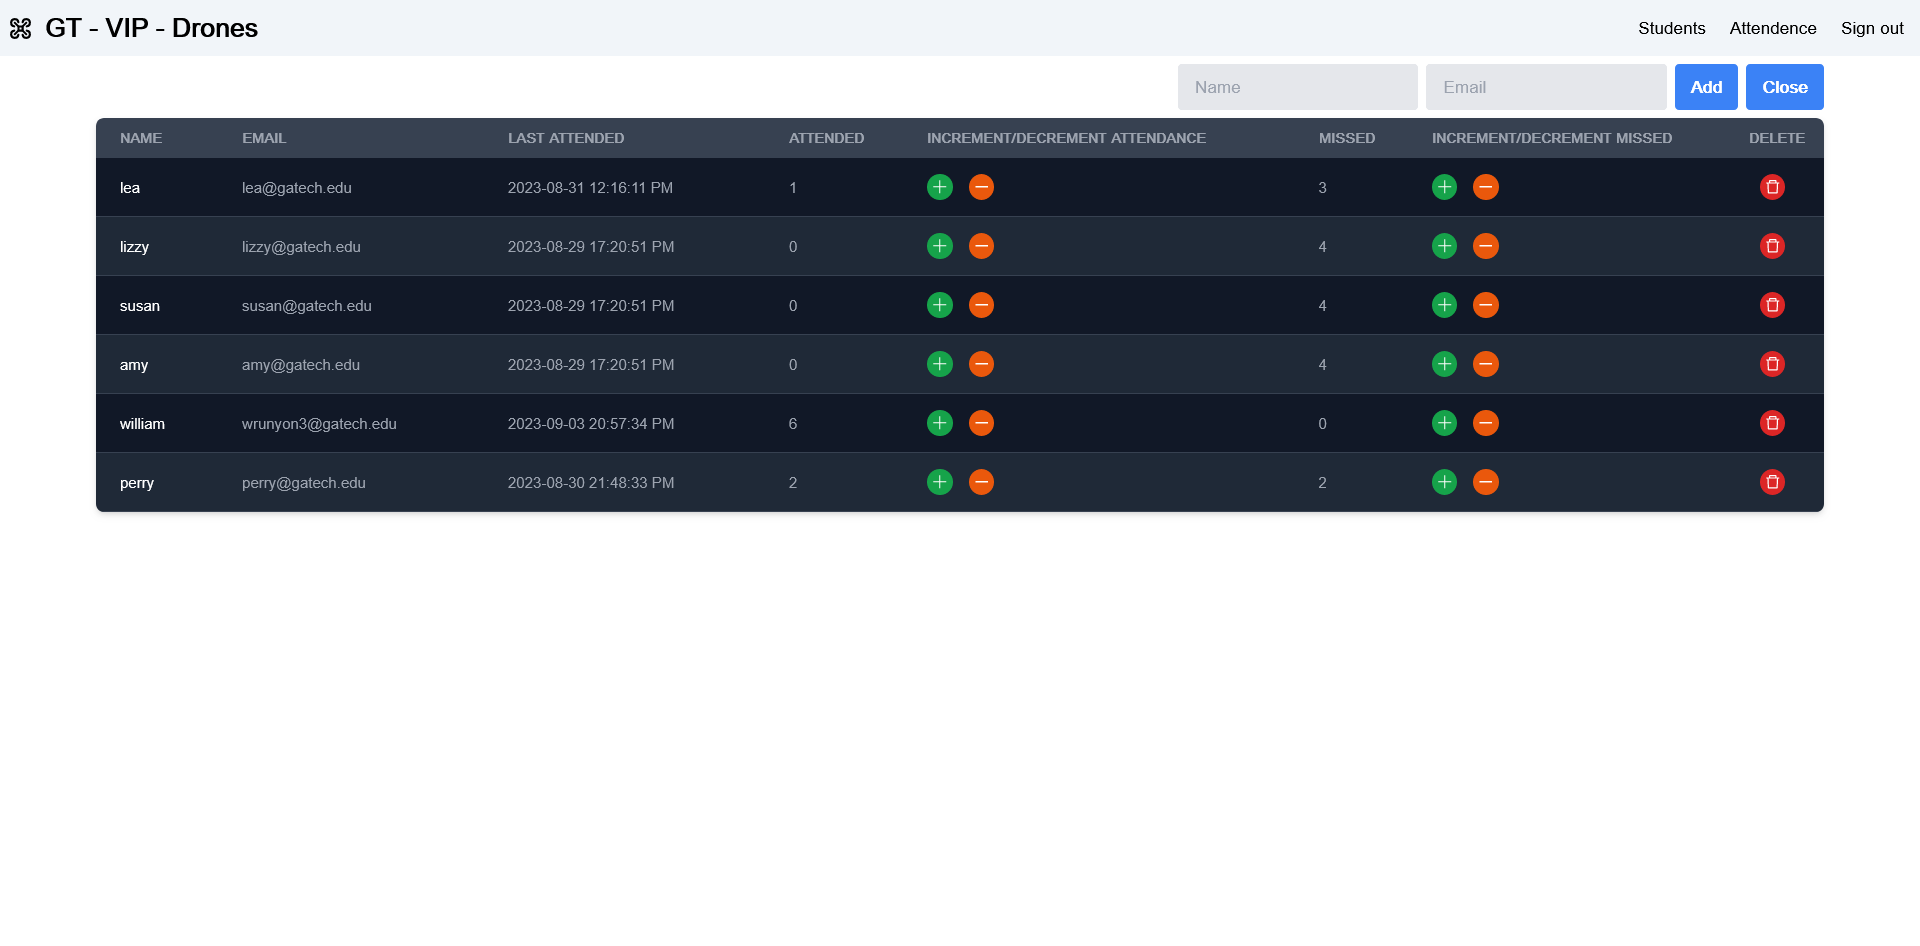 GT - VIP - Drones Students Attendence Sign out
Name Email Add Close
NAME EMAIL LAST ATTENDED ATTENDED INCREMENT/DECREMENT ATTENDANCE MISSED INCREMENT/DECREMENT MISSED DELETE
lea lea@gatech.edu 2023-08-31 12:16:11 PM 1 3
lizzy lizzy@gatech.edu 2023-08-29 17:20:51 PM 0 4
susan susan@gatech.edu 2023-08-29 17:20:51 PM 0 4
amy amy@gatech.edu 2023-08-29 17:20:51 PM 0 4
william wrunyon3@gatech.edu 2023-09-03 20:57:34 PM 6 0
perry perry@gatech.edu 2023-08-30 21:48:33 PM 2 2